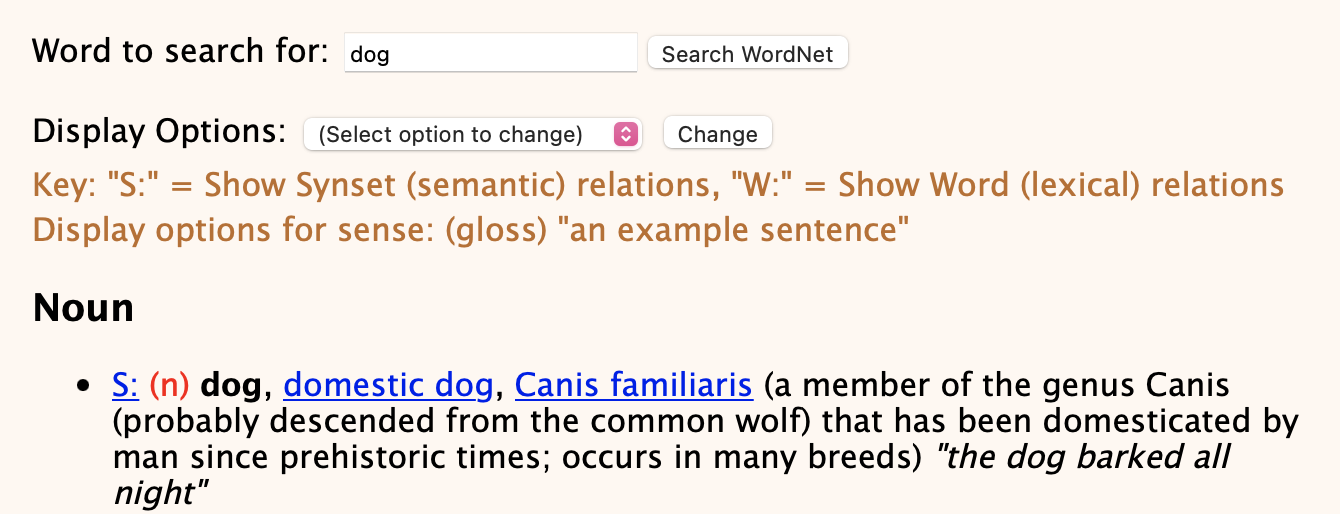 Word to search for: dog Search WordNet
Display Options: (Select option to change) Change
Key: "S:" = Show Synset (semantic) relations, "W:" = Show Word (lexical) relations
Display options for sense: (gloss) "an example sentence"
Noun
• S: (n) dog, domestic dog, Canis familiaris (a member of the genus Canis
(probably descended from the common wolf) that has been domesticated by
man since prehistoric times; occurs in many breeds) "the dog barked all
night"